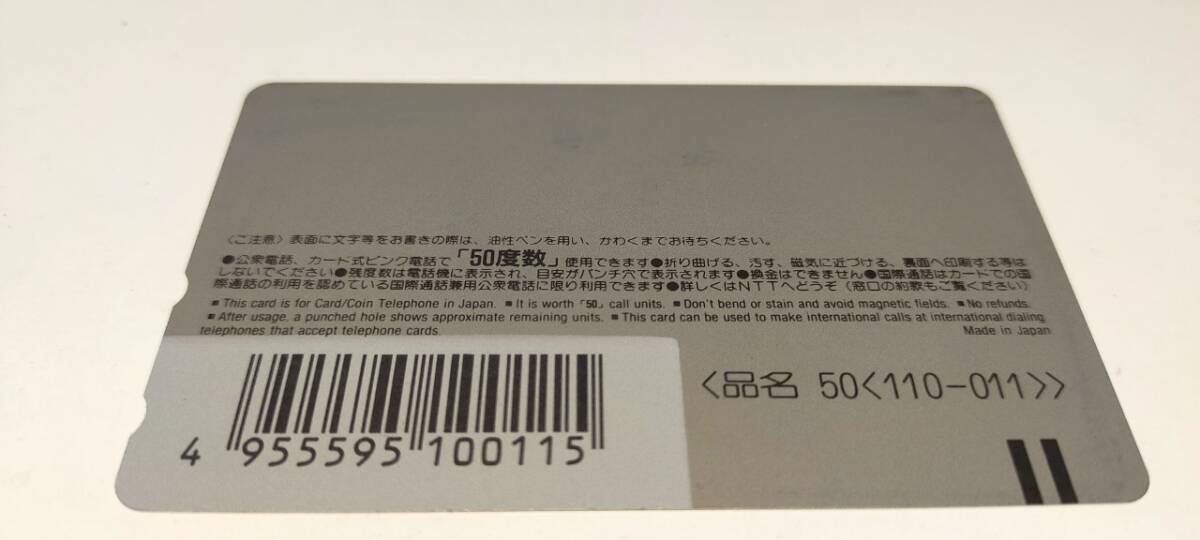 〈ご注意〉表面に文字等をお書きの際は、油性ペンを用い、かわくまでお待ちください。
●公衆電話、カード式ピンク電話で「50度数」使用できます●折り曲げる、汚す、磁気に近づける、裏面へ印刷する等は
しないでください●残度数は電話機に表示され、目安がパンチ穴で表示されます●換金はできません●国際通話はカードでの国
際通話の利用を認めている国際通話兼用公衆電話に限り利用できます●詳しくはNTTへどうぞ(窓口の約款もご覧ください)
■ This card is for Card/Coin Telephone in Japan. ■ It is worth「50」call units. ■ Don't bend or stain and avoid magnetic fields. ■ No refunds.
■ After usage, a punched hole shows approximate remaining units. ■ This card can be used to make international calls at international dialing
telephones that accept telephone cards.
Made in Japan
〈品名 50〈110-011〉〉
4 955595 100115